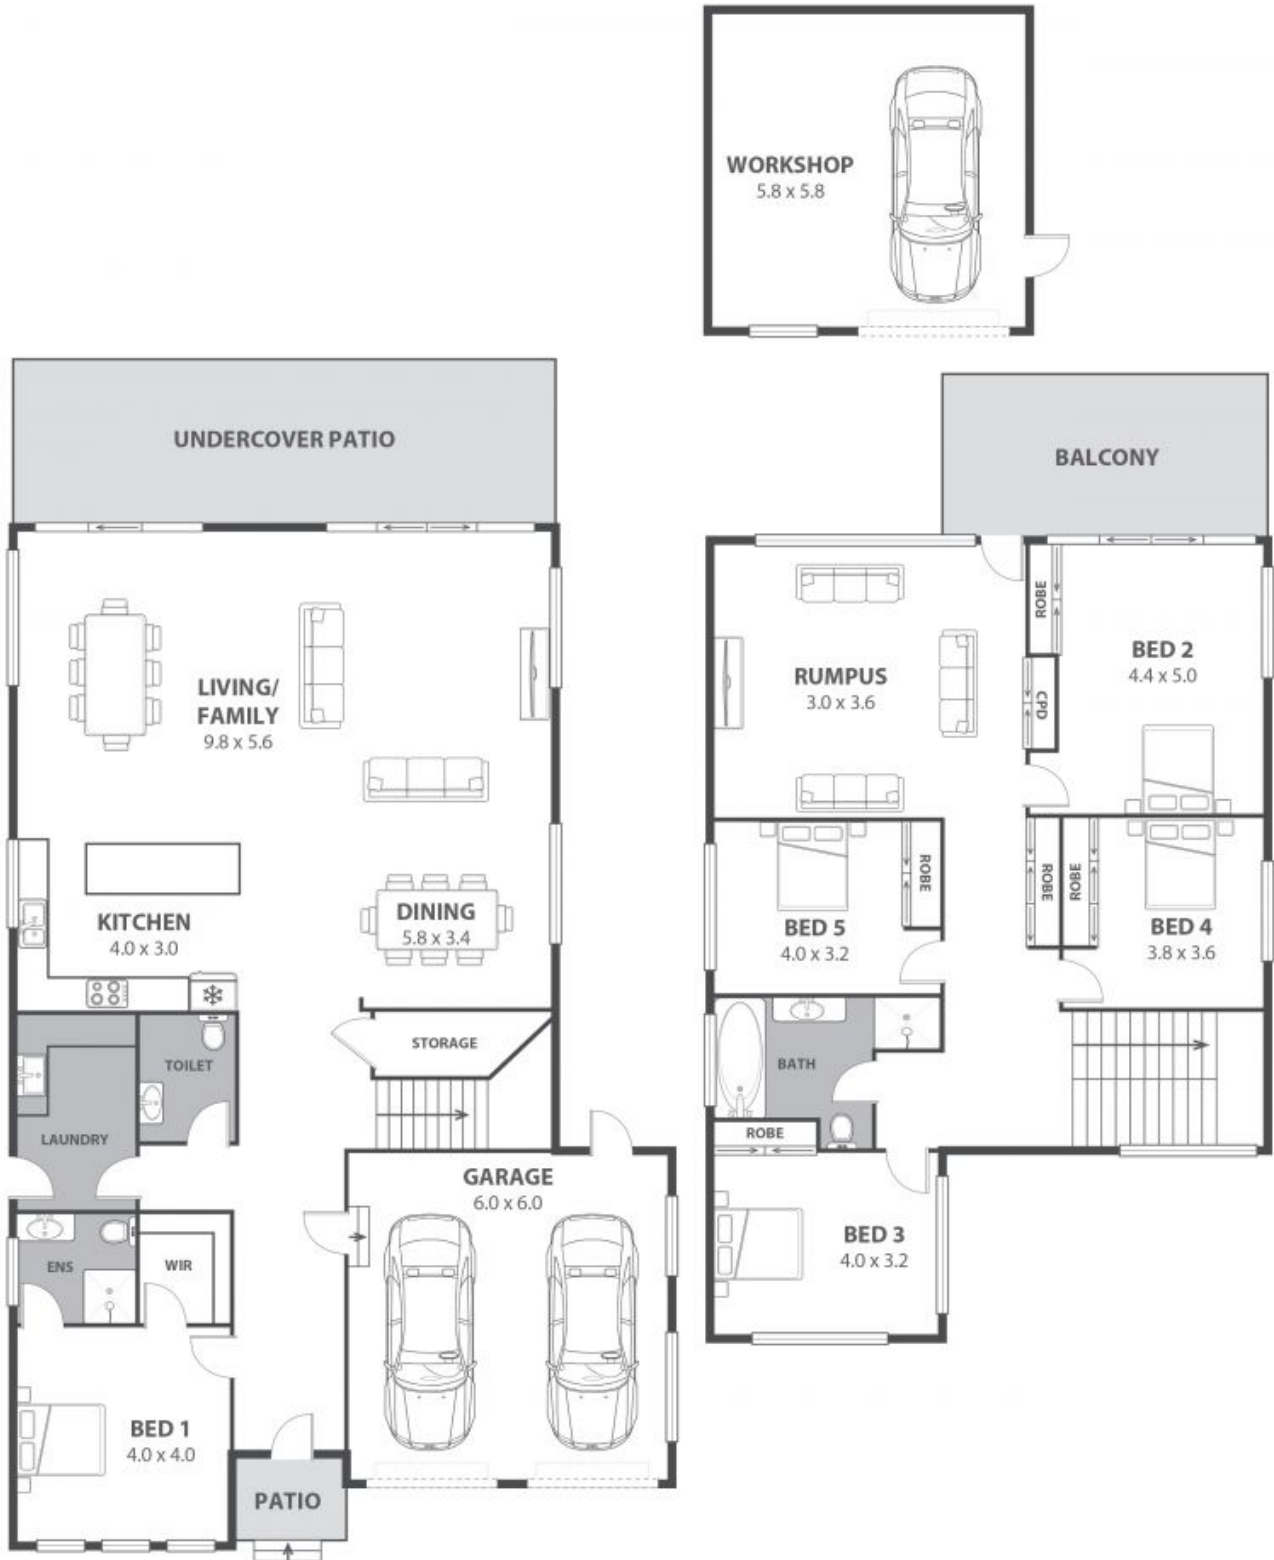 WORKSHOP
5.8 x 5.8
UNDERCOVER PATIO
LIVING/
FAMILY
9.8 x 5.6
KITCHEN
4.0 x 3.0
DINING
5.8 x 3.4
STORAGE
TOILET
LAUNDRY
ENS
WIR
GARAGE
6.0 x 6.0
BED 1
4.0 x 4.0
PATIO
BALCONY
RUMPUS
3.0 x 3.6
ROBE
CPD
BED 2
4.4 x 5.0
BED 5
4.0 x 3.2
ROBE
ROBE
ROBE
BED 4
3.8 x 3.6
BATH
ROBE
BED 3
4.0 x 3.2